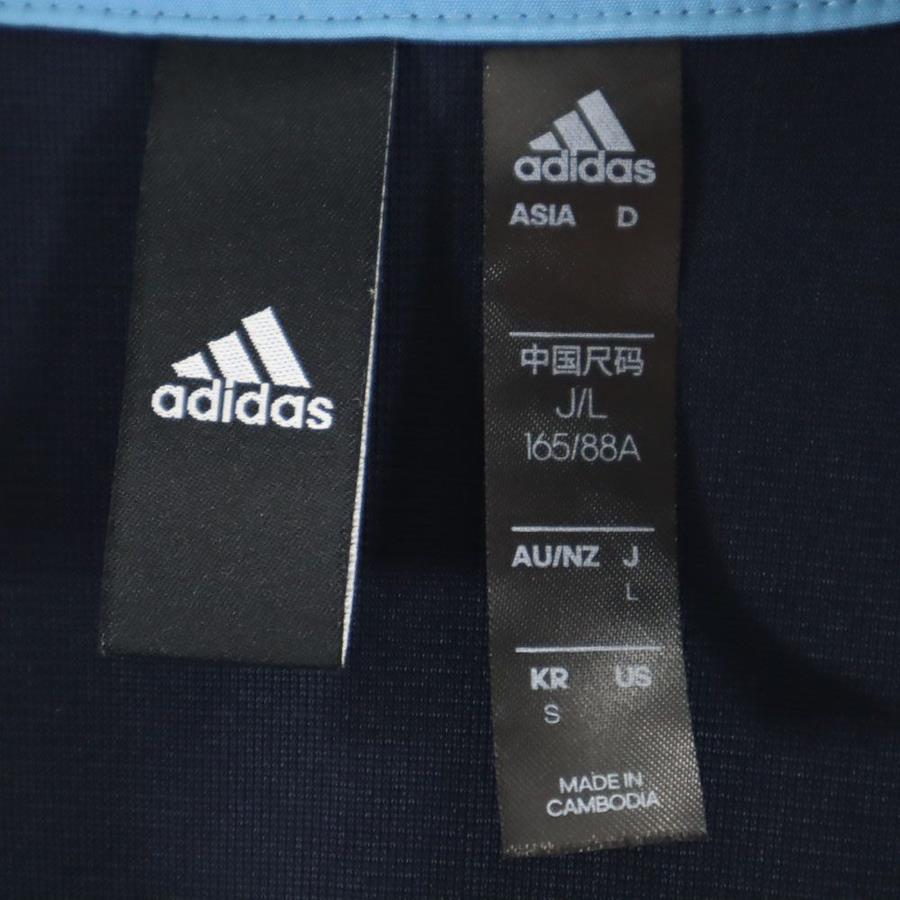 adidas
adidas
ASIA D
中国尺码
J/L
165/88A
AU/NZ J
L
KR US
S
MADE IN
CAMBODIA